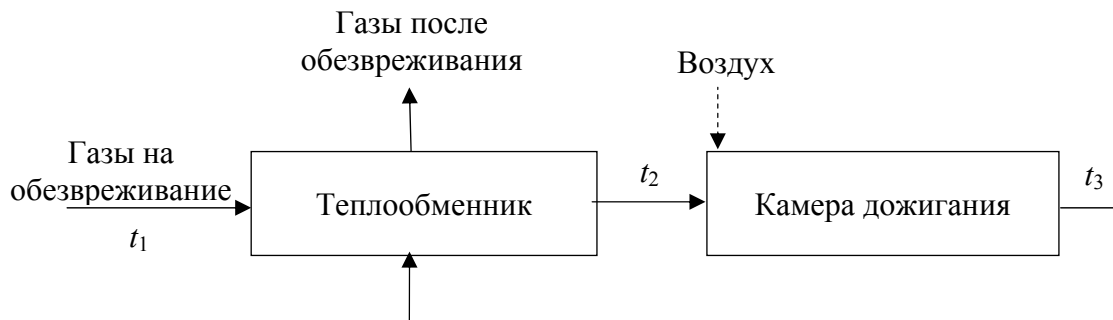 Газы после
обезвреживания
Воздух
Газы на
обезвреживание
t1
Теплообменник
t2
Камера дожигания
t3